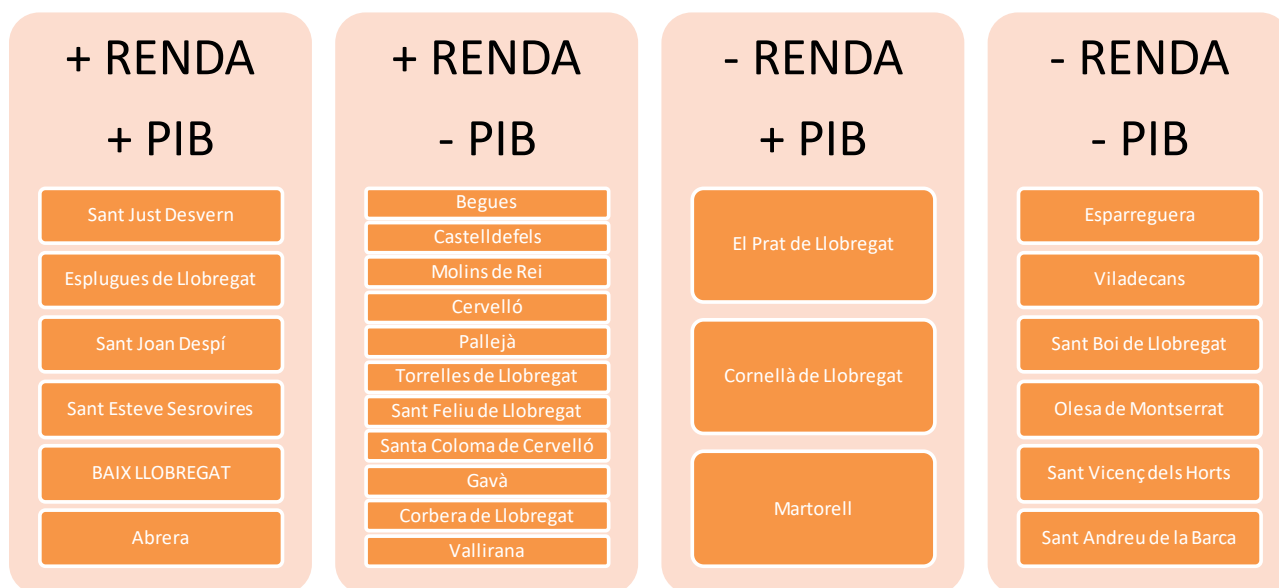 + RENDA
+ PIB
Sant Just Desvern
Esplugues de Llobregat
Sant Joan Despí
Sant Esteve Sesrovires
BAIX LLOBREGAT
Abrera
+ RENDA
- PIB
Begues
Castelldefels
Molins de Rei
Cervelló
Pallejà
Torrelles de Llobregat
Sant Feliu de Llobregat
Santa Coloma de Cervelló
Gavà
Corbera de Llobregat
Vallirana
- RENDA
+ PIB
El Prat de Llobregat
Cornellà de Llobregat
Martorell
- RENDA
- PIB
Esparreguera
Viladecans
Sant Boi de Llobregat
Olesa de Montserrat
Sant Vicenç dels Horts
Sant Andreu de la Barca